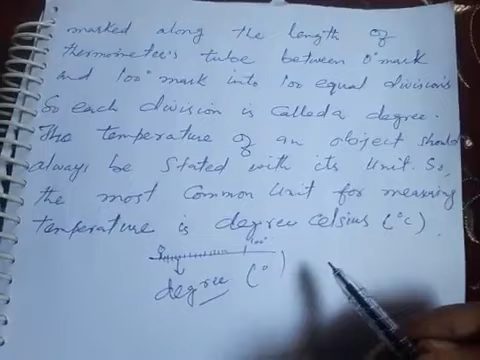 marked along the length of
thermometer's tube between 0° mark
and 100° mark into 100 equal divisions
So each division is called a degree.
The temperature of an object should
always be stated with its unit. So,
the most common unit for measuring
temperature is degree celsius (°C).
0 100°
degree (°)